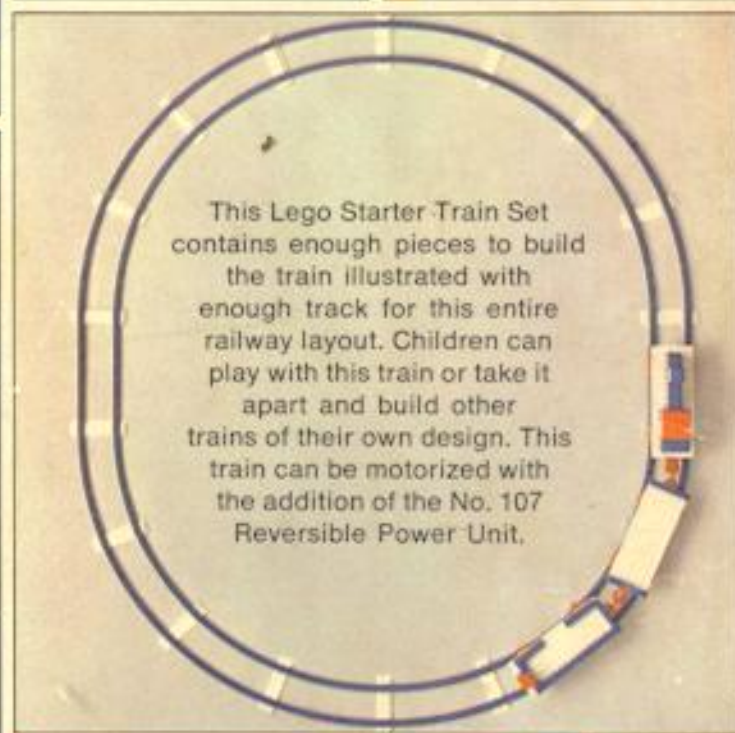 This Lego Starter Train Set
contains enough pieces to build
the train illustrated with
enough track for this entire
railway layout. Children can
play with this train or take it
apart and build other
trains of their own design. This
train can be motorized with
the addition of the No. 107
Reversible Power Unit.